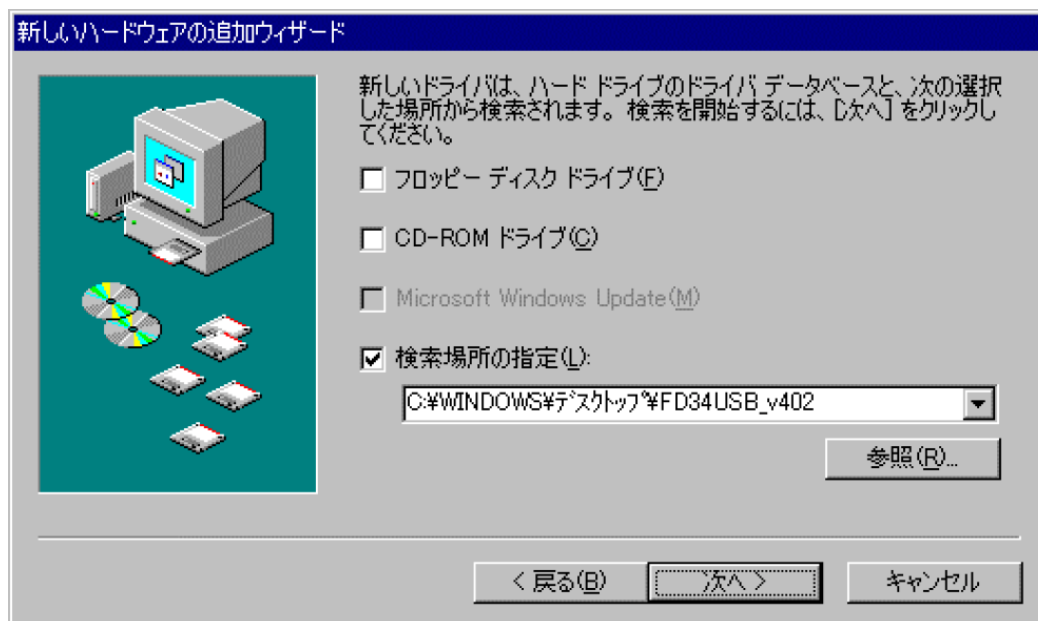 新しいハードウェアの追加ウィザード
新しいドライバは、ハード ドライブのドライバ データベースと、次の選択
した場所から検索されます。検索を開始するには、[次へ] をクリックし
てください。
フロッピー ディスク ドライブ(F)
CD-ROM ドライブ(C)
Microsoft Windows Update(M)
検索場所の指定(L):
C:¥WINDOWS¥デスクトップ¥FD34USB_v402
参照(R)...
< 戻る(B)
次へ >
キャンセル